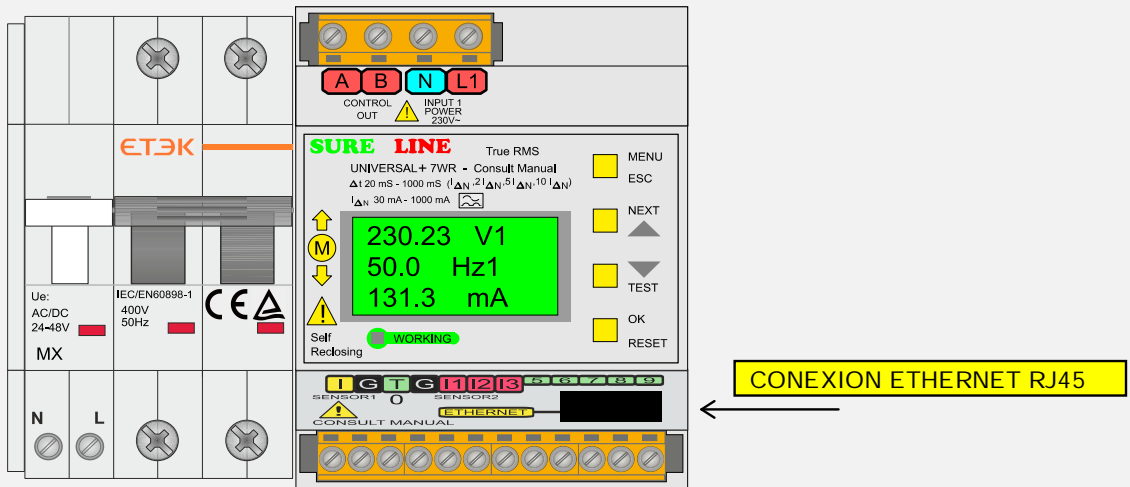 A B N L1
CONTROL OUT
INPUT 1 POWER 230V~
ETEK
SURE LINE True RMS
UNIVERSAL+ 7WR - Consult Manual
Δt 20 mS - 1000 mS (IΔN, 2IΔN, 5IΔN, 10IΔN)
IΔN 30 mA - 1000 mA
MENU
ESC
NEXT
TEST
OK
RESET
M
230.23 V1
50.0 Hz1
131.3 mA
Self
Reclosing
WORKING
Ue:
AC/DC
24-48V
MX
IEC/EN60898-1
400V
50Hz
CE
N L
I G TO G I1 I2 I3 5 6 7 8 9
SENSOR1 SENSOR2
ETHERNET
CONSULT MANUAL
CONEXION ETHERNET RJ45